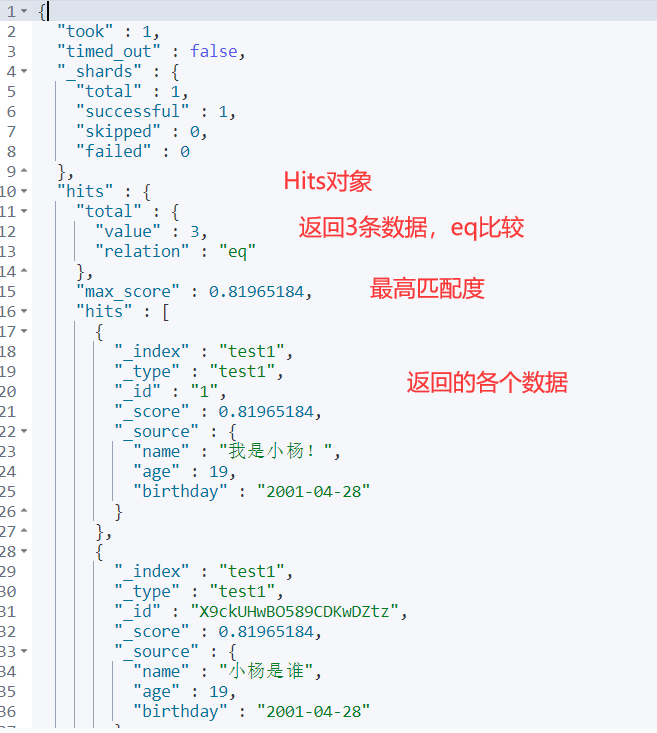 1 {
2 "took" : 1,
3 "timed_out" : false,
4 "_shards" : {
5 "total" : 1,
6 "successful" : 1,
7 "skipped" : 0,
8 "failed" : 0
9 },
10 "hits" : { Hits对象
11 "total" : {
12 "value" : 3, 返回3条数据，eq比较
13 "relation" : "eq"
14 },
15 "max_score" : 0.81965184, 最高匹配度
16 "hits" : [
17 {
18 "_index" : "test1",
19 "_type" : "test1", 返回的各个数据
20 "_id" : "1",
21 "_score" : 0.81965184,
22 "_source" : {
23 "name" : "我是小杨！",
24 "age" : 19,
25 "birthday" : "2001-04-28"
26 }
27 },
28 {
29 "_index" : "test1",
30 "_type" : "test1",
31 "_id" : "X9ckUHwBO589CDKwDZtz",
32 "_score" : 0.81965184,
33 "_source" : {
34 "name" : "小杨是谁",
35 "age" : 19,
36 "birthday" : "2001-04-28"